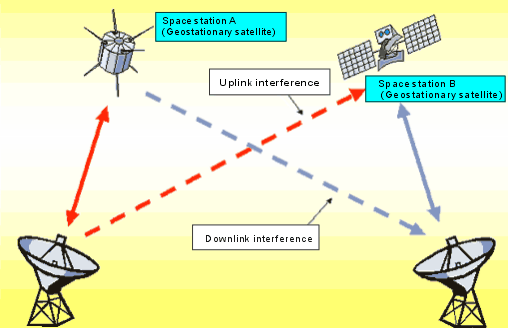 Space station A
(Geostationary satellite)
Uplink interference
Space station B
(Geostationary satellite)
Downlink interference